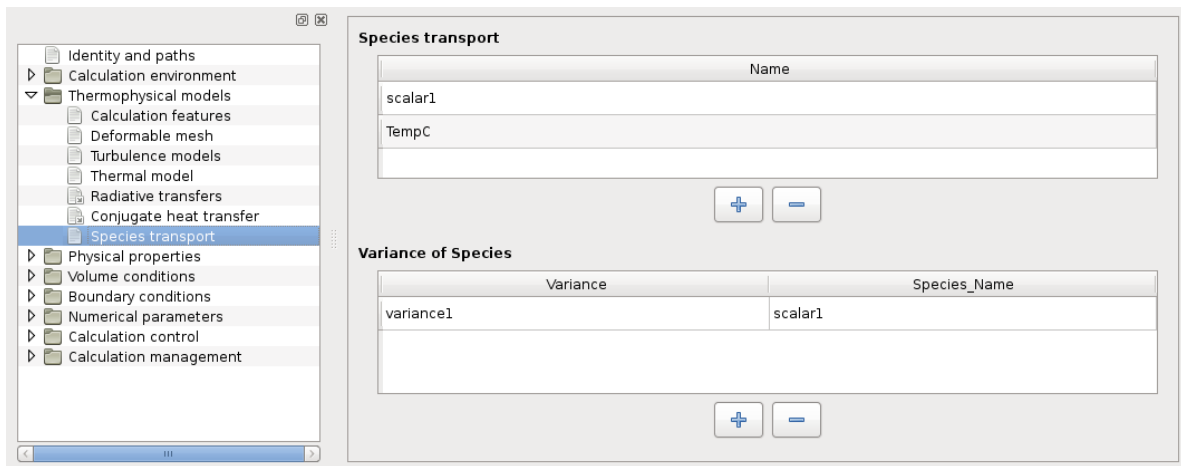 Identity and paths
Calculation environment
Thermophysical models
Calculation features
Deformable mesh
Turbulence models
Thermal model
Radiative transfers
Conjugate heat transfer
Species transport
Physical properties
Volume conditions
Boundary conditions
Numerical parameters
Calculation control
Calculation management
Species transport
Name
scalar1
TempC
Variance of Species
Variance Species_Name
variance1 scalar1